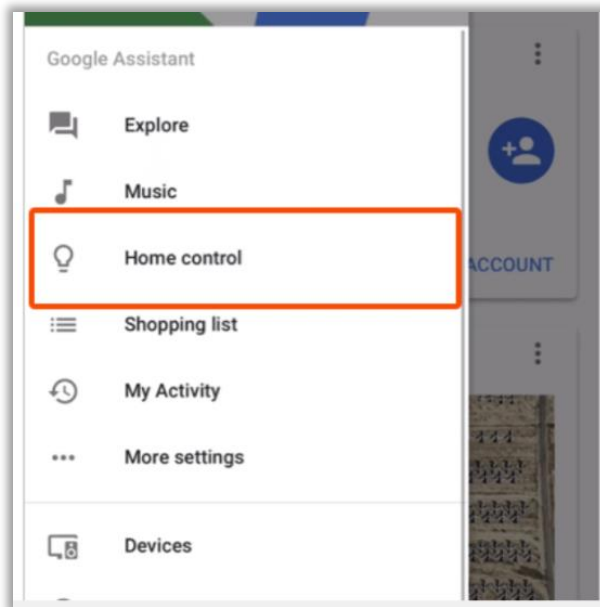 Google Assistant
Explore
Music
Home control
ACCOUNT
Shopping list
My Activity
More settings
Devices